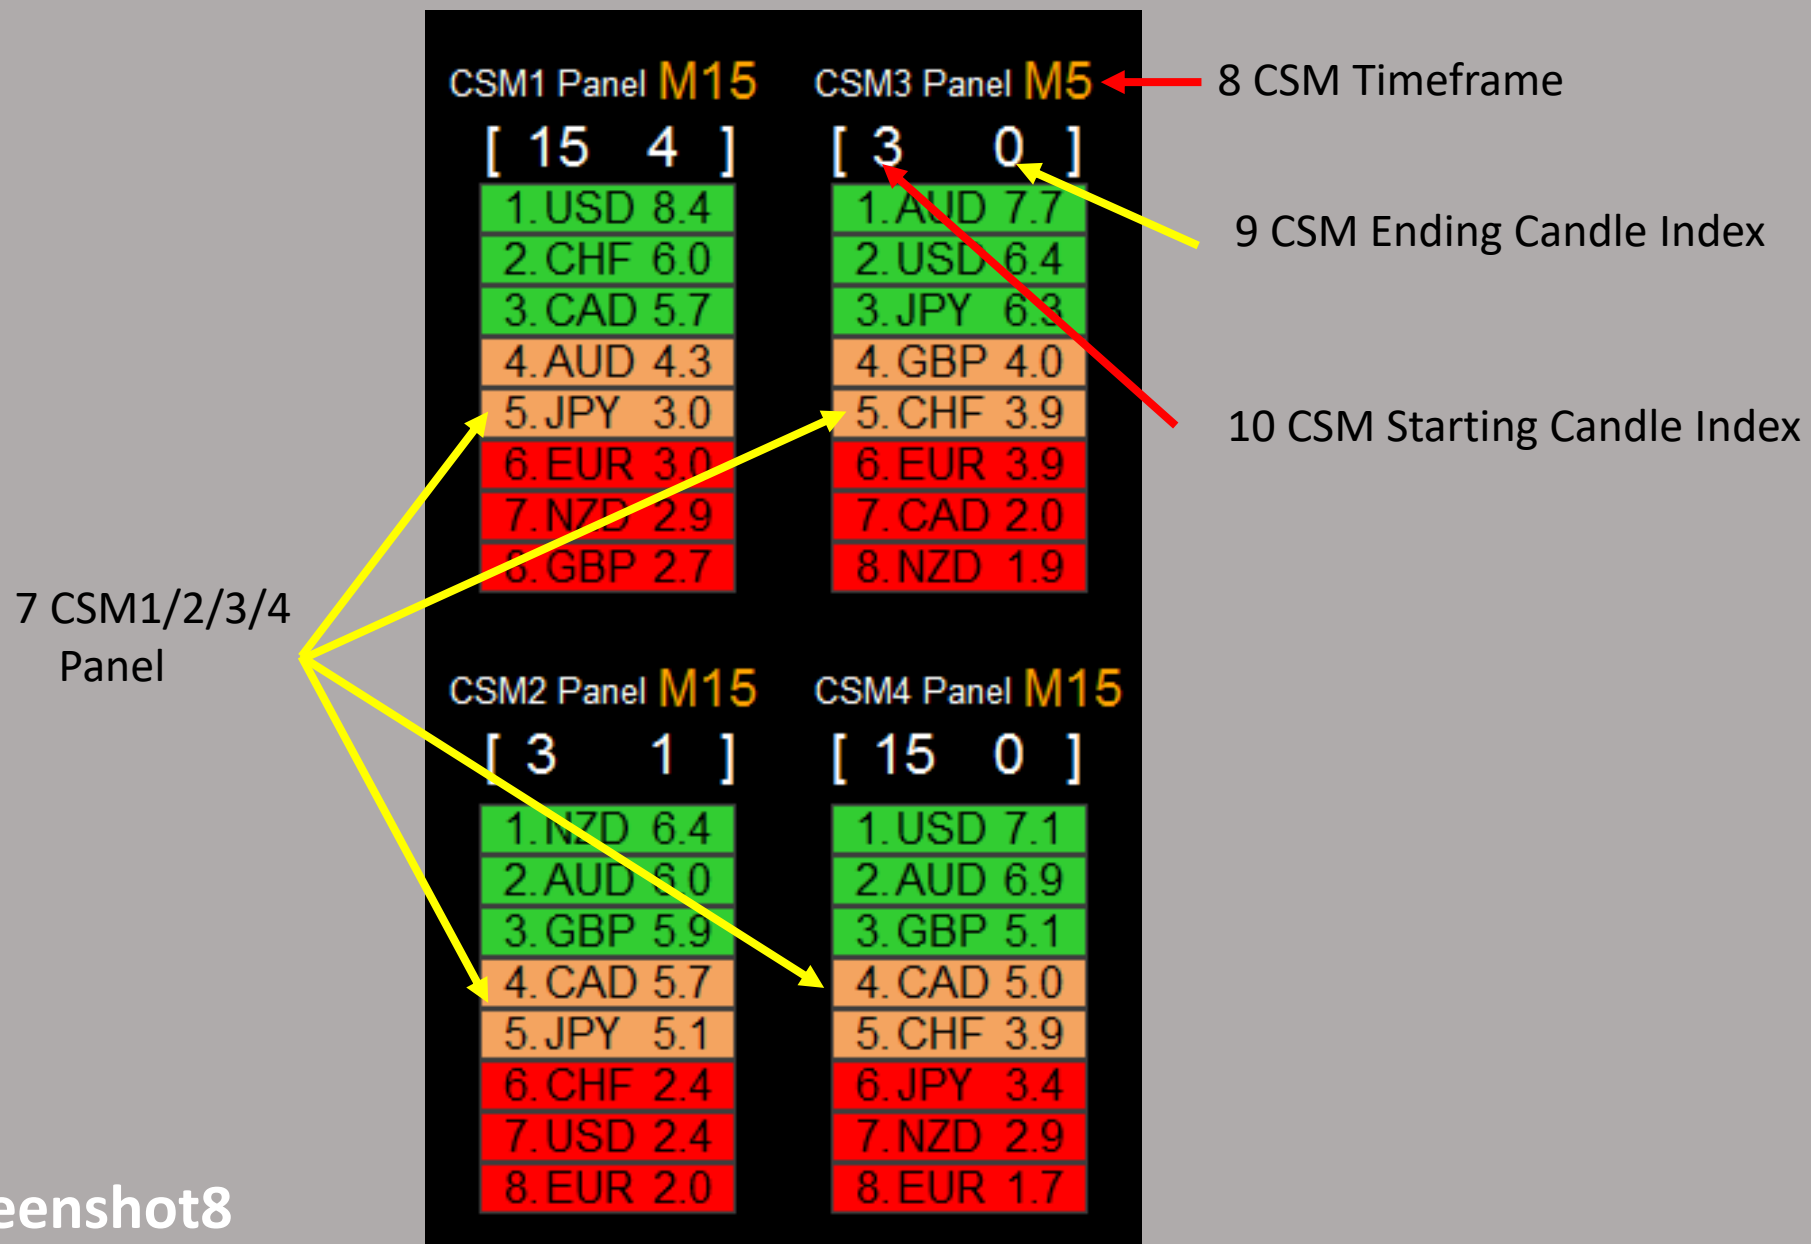 CSM1 Panel M15
[ 15 4 ]
1. USD 8.4
2. CHF 6.0
3. CAD 5.7
4. AUD 4.3
5. JPY 3.0
6. EUR 3.0
7. NZD 2.9
8. GBP 2.7
CSM3 Panel M5
[ 3 0 ]
1. AUD 7.7
2. USD 6.4
3. JPY 6.3
4. GBP 4.0
5. CHF 3.9
6. EUR 3.9
7. CAD 2.0
8. NZD 1.9
8 CSM Timeframe
9 CSM Ending Candle Index
10 CSM Starting Candle Index
7 CSM1/2/3/4
Panel
CSM2 Panel M15
[ 3 1 ]
1. NZD 6.4
2. AUD 6.0
3. GBP 5.9
4. CAD 5.7
5. JPY 5.1
6. CHF 2.4
7. USD 2.4
8. EUR 2.0
CSM4 Panel M15
[ 15 0 ]
1. USD 7.1
2. AUD 6.9
3. GBP 5.1
4. CAD 5.0
5. CHF 3.9
6. JPY 3.4
7. NZD 2.9
8. EUR 1.7
eenshot8